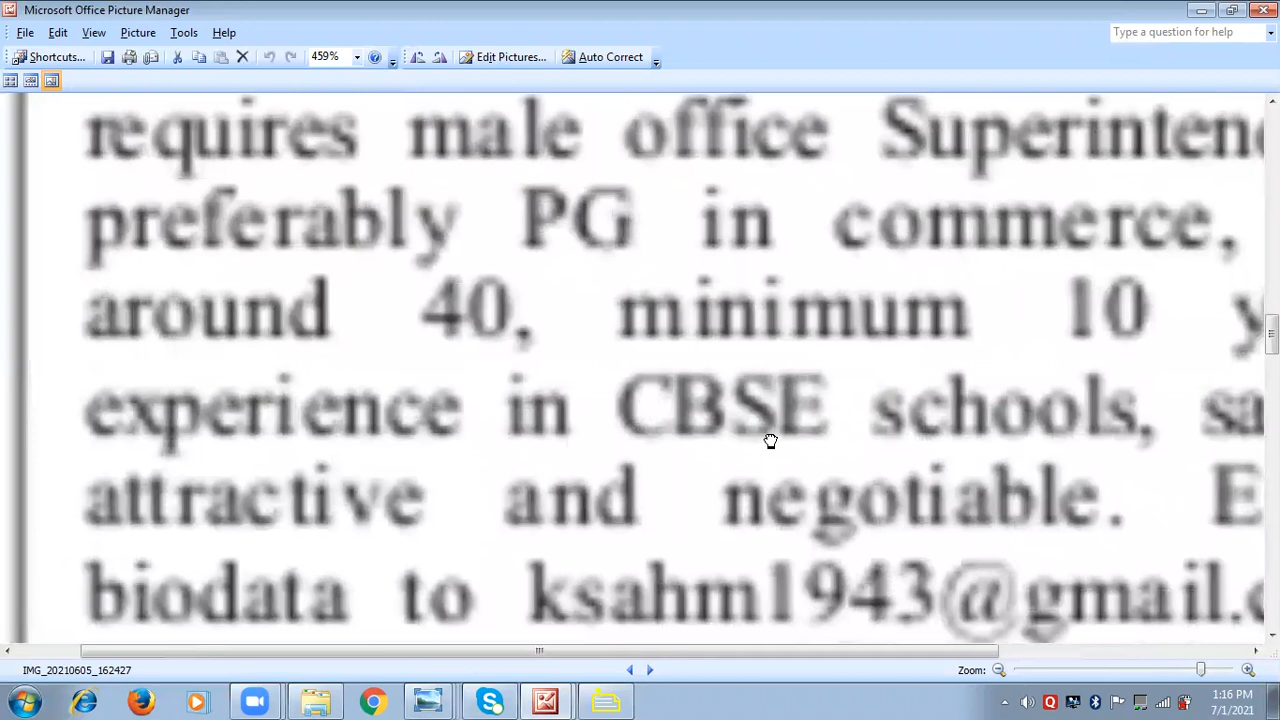 Microsoft Office Picture Manager
File Edit View Picture Tools Help
Type a question for help
Shortcuts... 459% Edit Pictures... Auto Correct
requires male office Superinten
preferably PG in commerce,
around 40, minimum 10 y
experience in CBSE schools, sa
attractive and negotiable. E
biodata to ksahm1943@gmail.c
IMG_20210605_162427
Zoom:
1:16 PM
7/1/2021